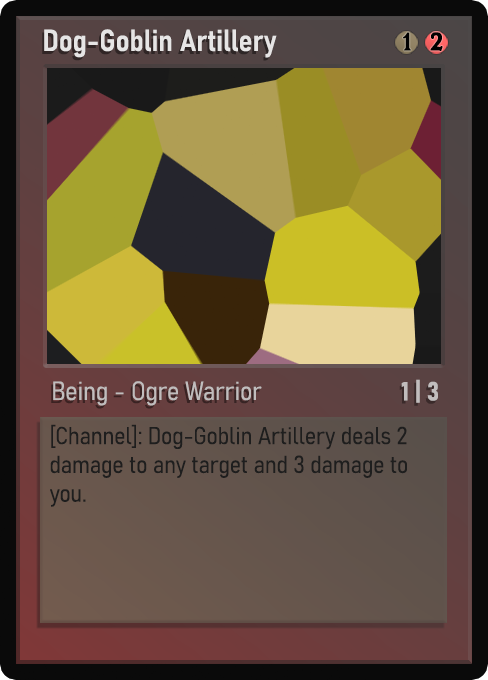 Dog-Goblin Artillery 1 2
Being - Ogre Warrior 1|3
[Channel]: Dog-Goblin Artillery deals 2
damage to any target and 3 damage to
you.